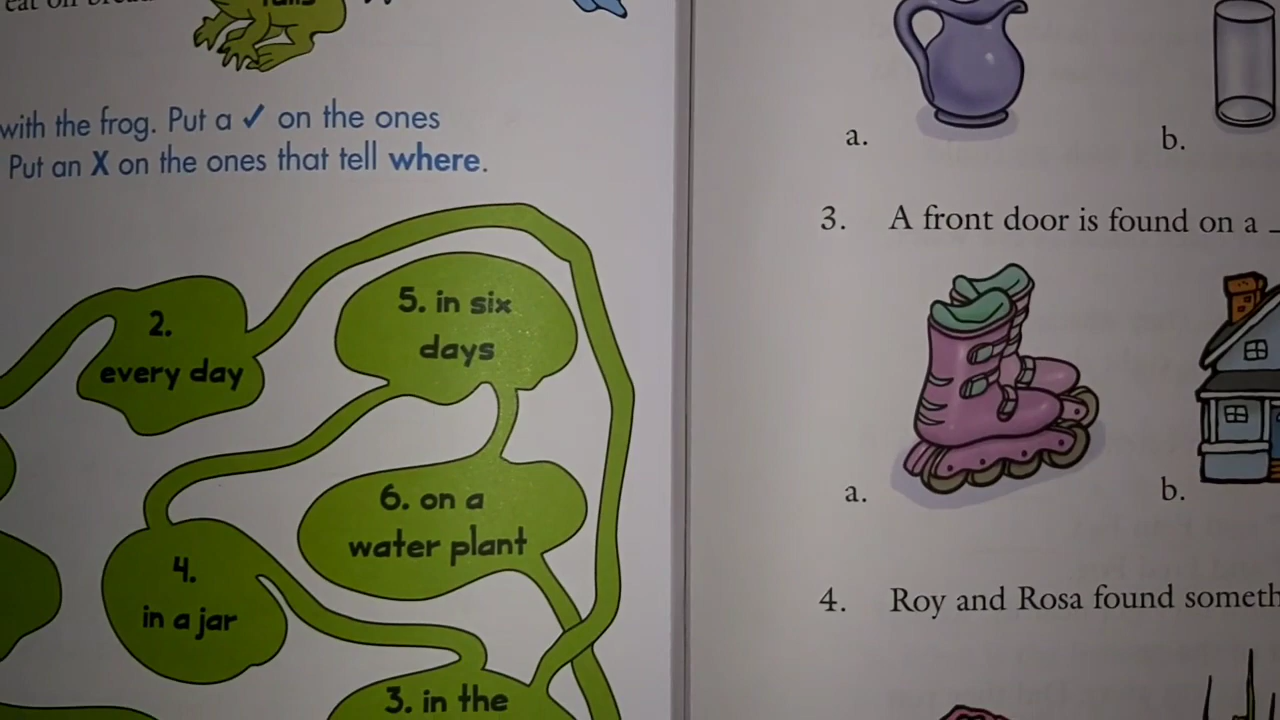 eat on
with the frog. Put a ✓ on the ones
Put an X on the ones that tell where.
2.
every day
5. in six
days
6. on a
water plant
4.
in a jar
3. in the
a.
b.
3. A front door is found on a
a.
b.
4. Roy and Rosa found